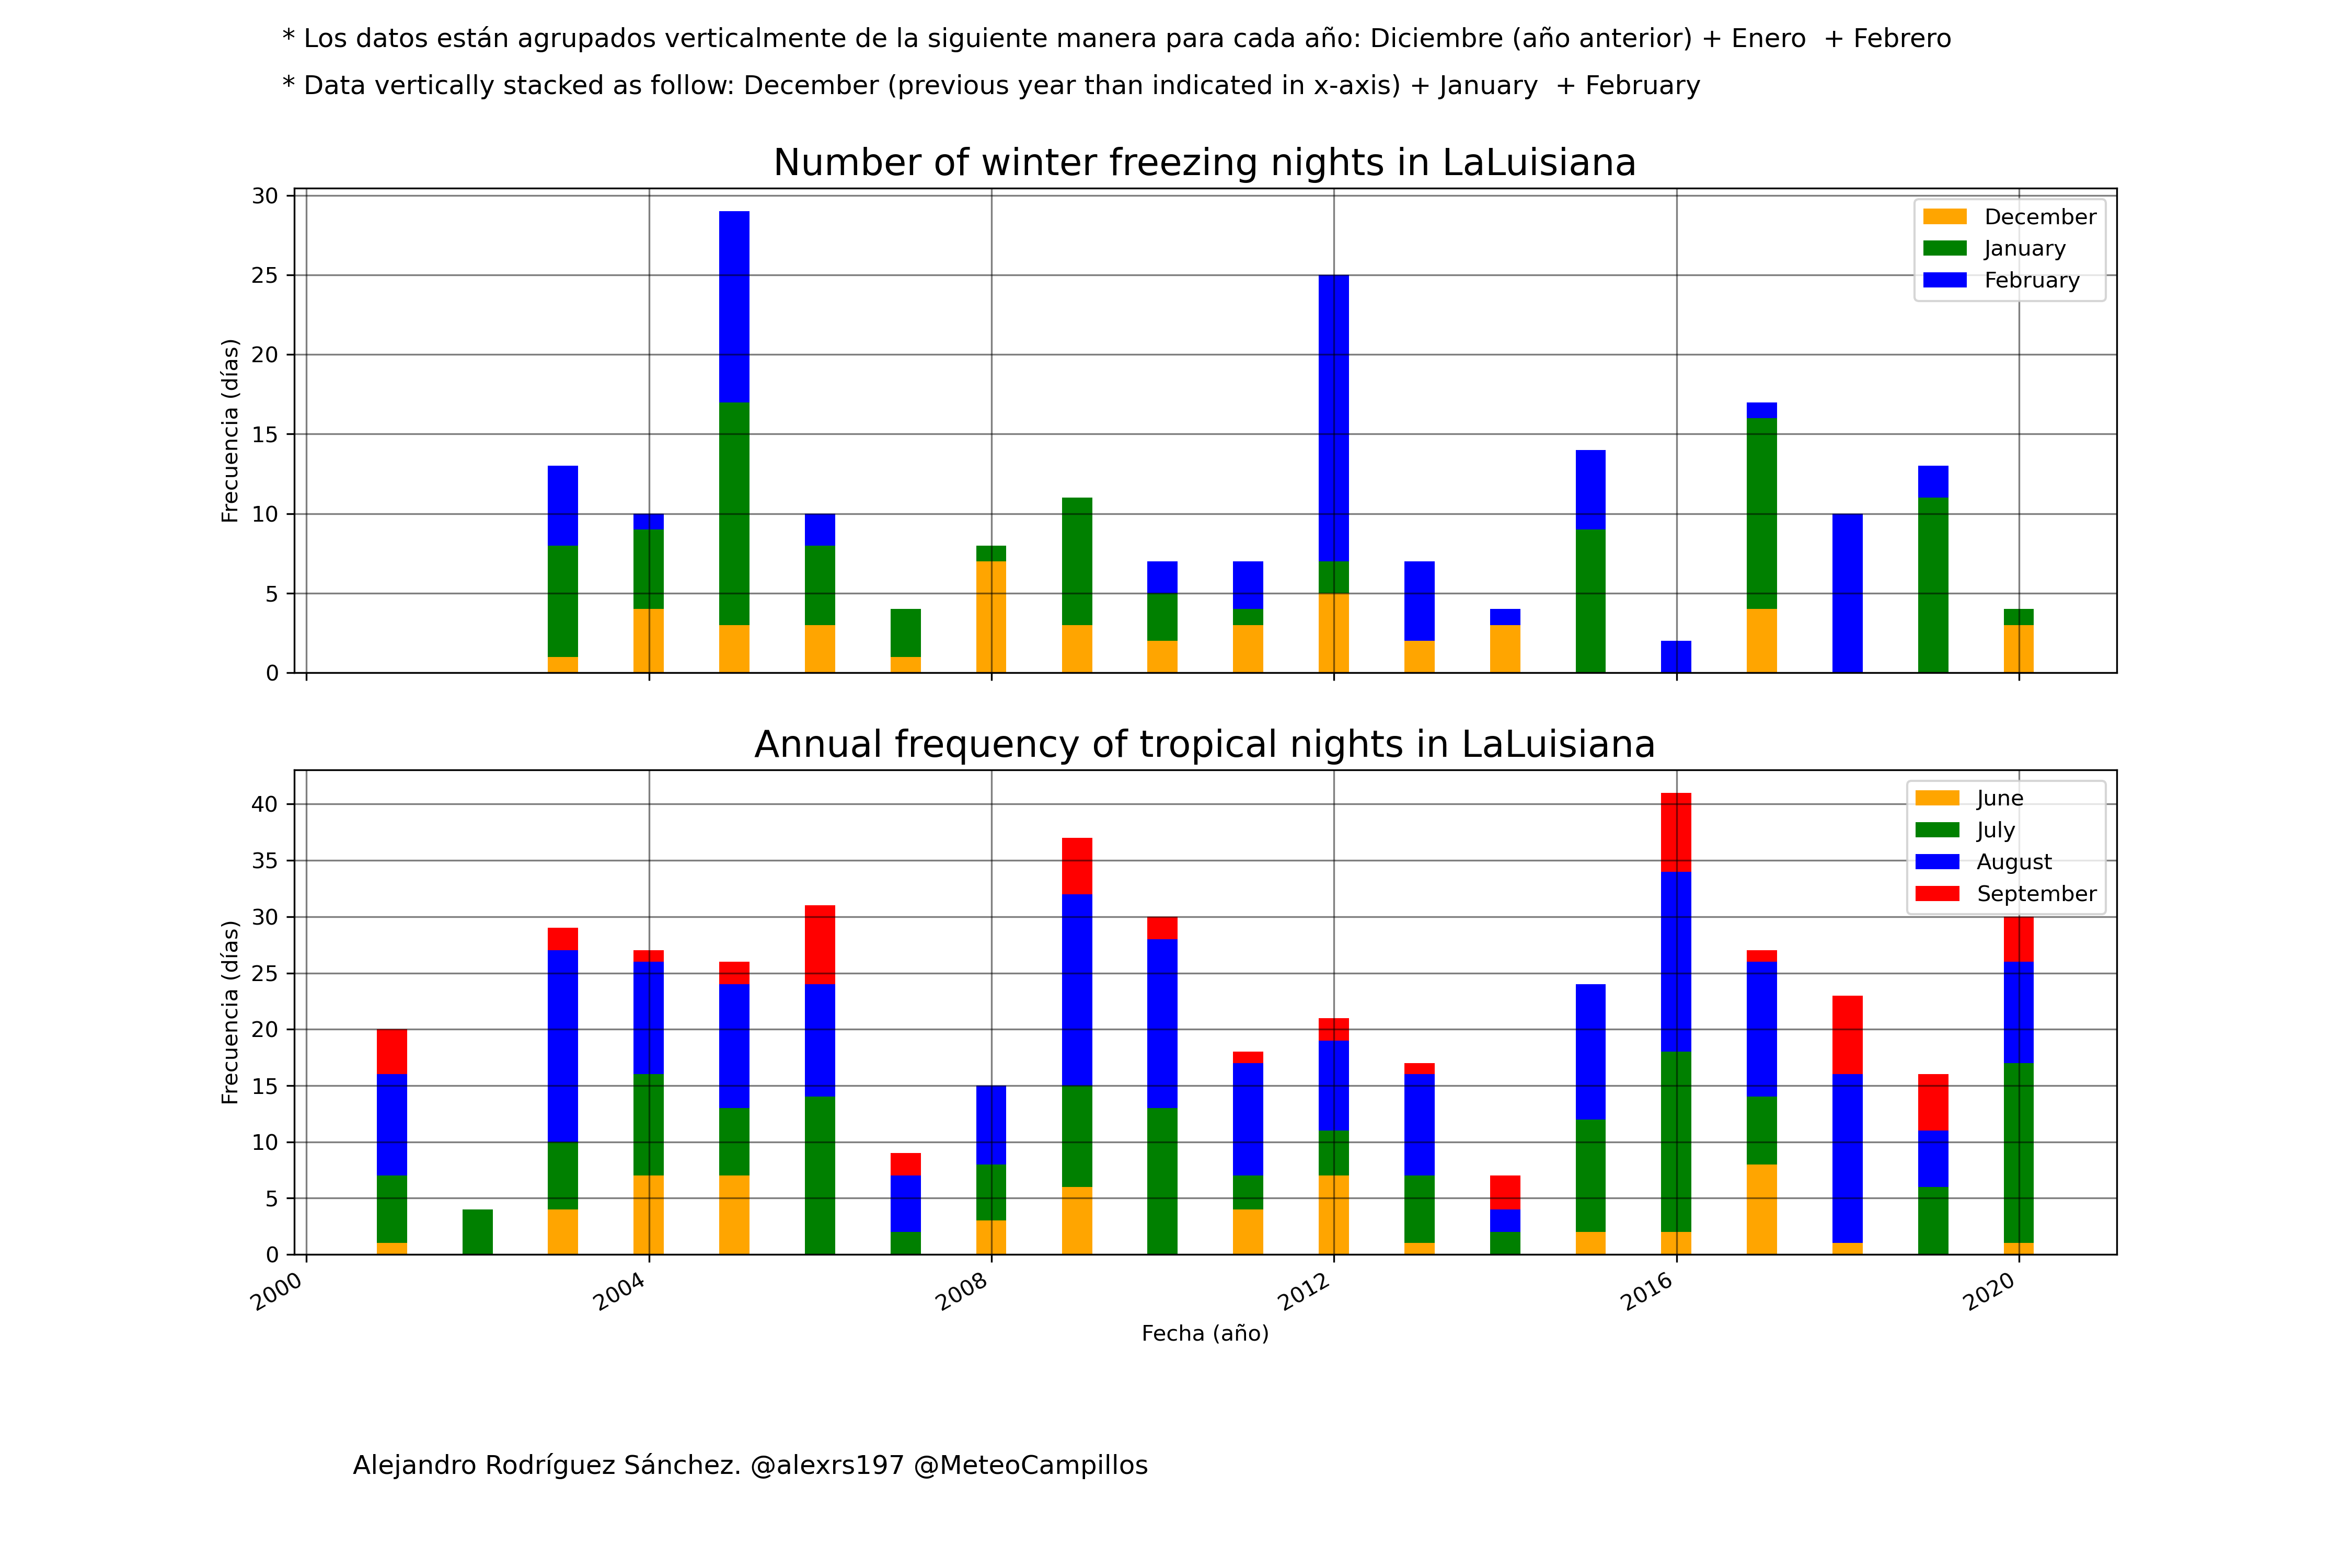 * Los datos están agrupados verticalmente de la siguiente manera para cada año: Diciembre (año anterior) + Enero  + Febrero
* Data vertically stacked as follow: December (previous year than indicated in x-axis) + January  + February
Number of winter freezing nights in LaLuisiana
Frecuencia (días)
30
25
20
15
10
5
0
December
January
February
Annual frequency of tropical nights in LaLuisiana
Frecuencia (días)
40
35
30
25
20
15
10
5
0
June
July
August
September
2000 2004 2008 2012 2016 2020
Fecha (año)
Alejandro Rodríguez Sánchez. @alexrs197 @MeteoCampillos